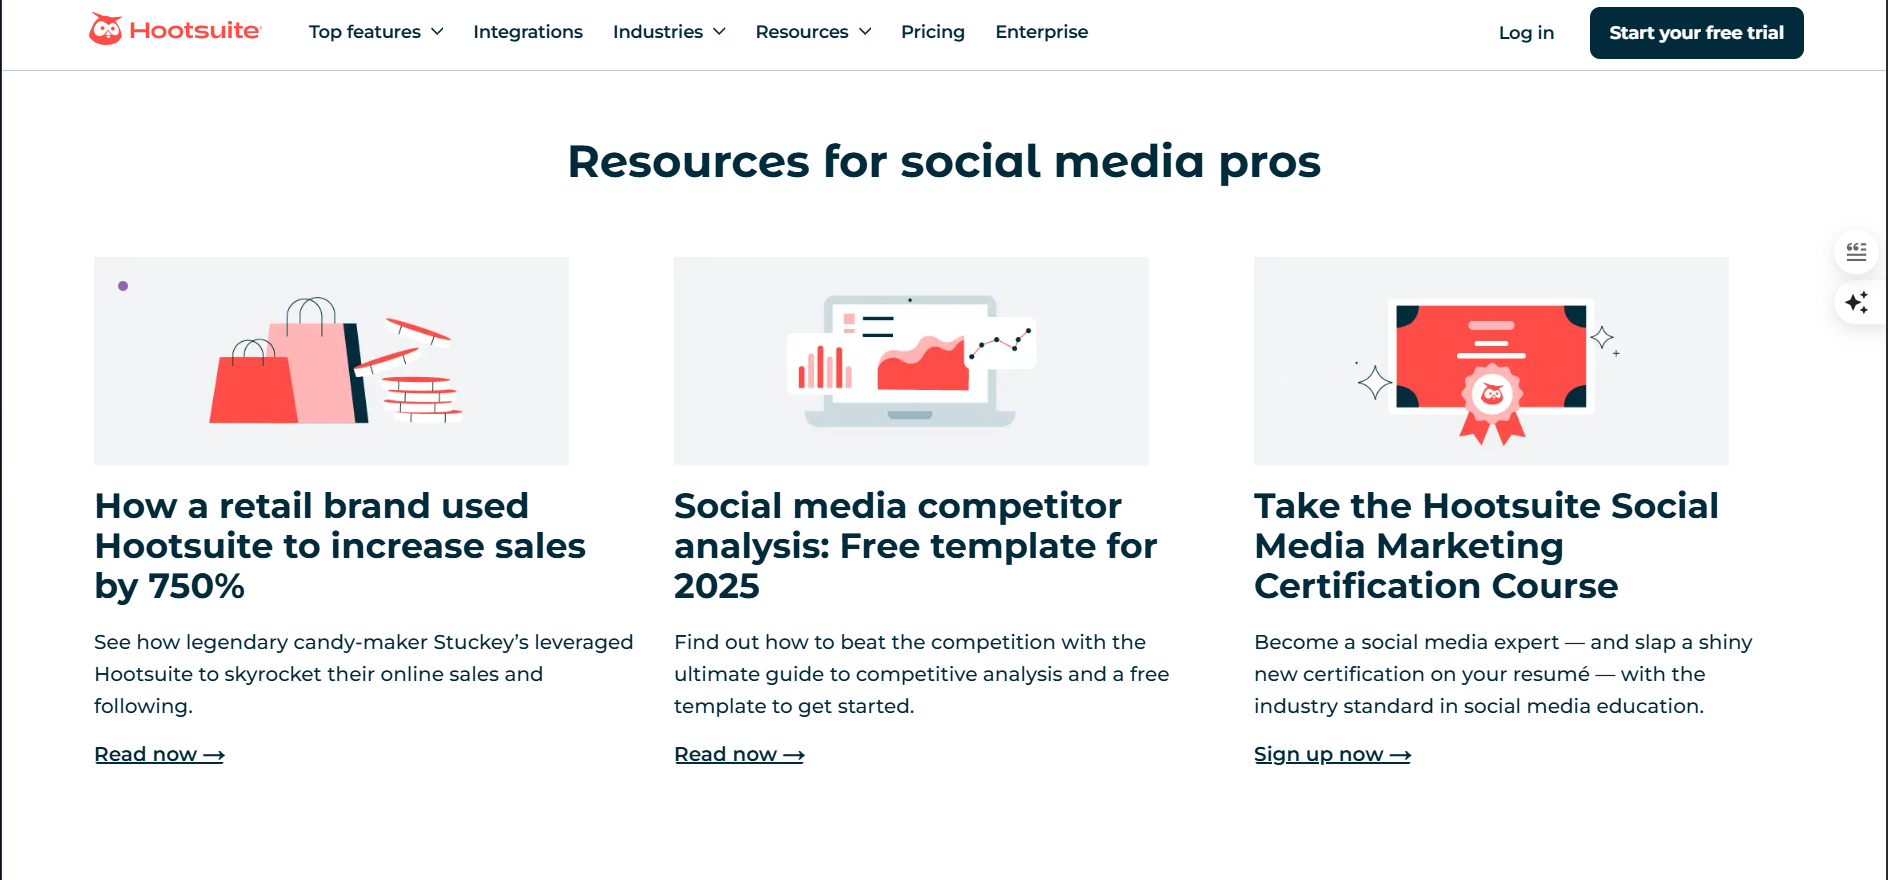 Hootsuite
Top features
Integrations
Industries
Resources
Pricing
Enterprise
Log in
Start your free trial
Resources for social media pros
How a retail brand used
Hootsuite to increase sales
by 750%
See how legendary candy-maker Stuckey’s leveraged
Hootsuite to skyrocket their online sales and
following.
Read now →
Social media competitor
analysis: Free template for
2025
Find out how to beat the competition with the
ultimate guide to competitive analysis and a free
template to get started.
Read now →
Take the Hootsuite Social
Media Marketing
Certification Course
Become a social media expert — and slap a shiny
new certification on your resumé — with the
industry standard in social media education.
Sign up now →